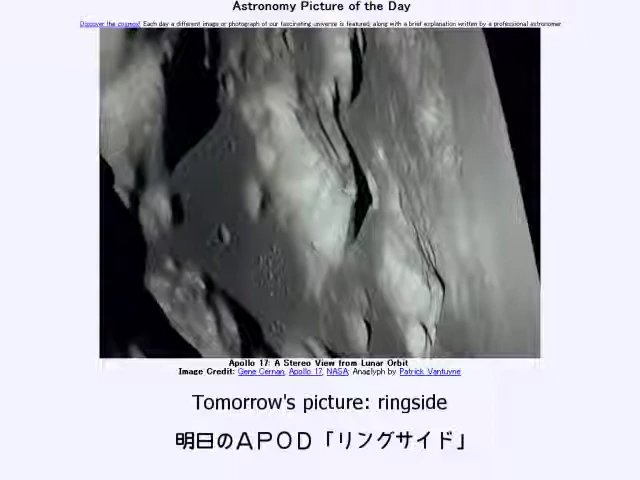 Astronomy Picture of the Day
Discover the cosmos! Each day a different image or photograph of our fascinating universe is featured, along with a brief explanation written by a professional astronomer.
Apollo 17: A Stereo View from Lunar Orbit
Image Credit: Gene Cernan, Apollo 17, NASA; Anaglyph by Patrick Vantuyne
Tomorrow's picture: ringside
明日のＡＰＯＤ「リングサイド」